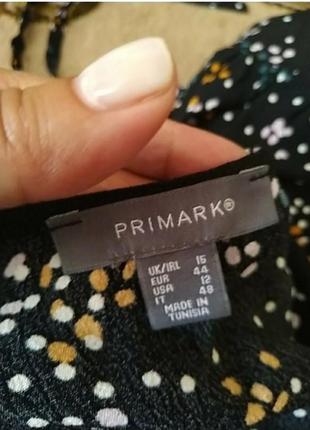 PRIMARK®
UK/IRL 16
EUR 44
USA 12
IT 48
MADE IN
TUNISIA